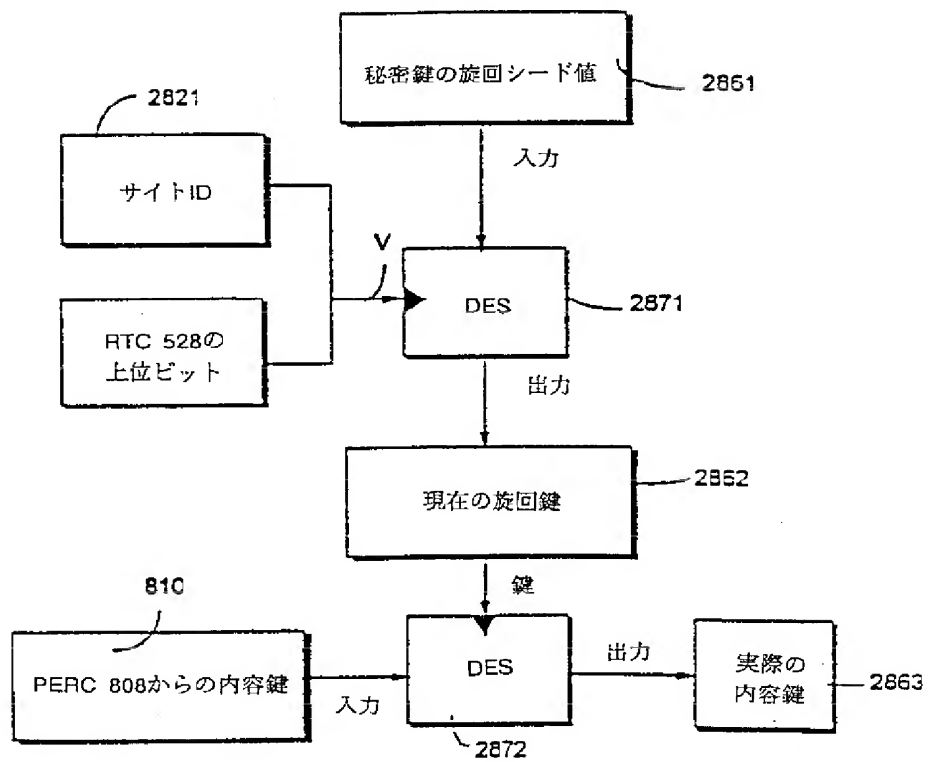 秘密鍵の旋回シード値
2861
2821
サイトID
入力
V
DES
2871
RTC 528の
上位ビット
出力
現在の旋回鍵
2862
鍵
810
PERC 808からの内容鍵
入力
DES
2872
出力
実際の
内容鍵
2863